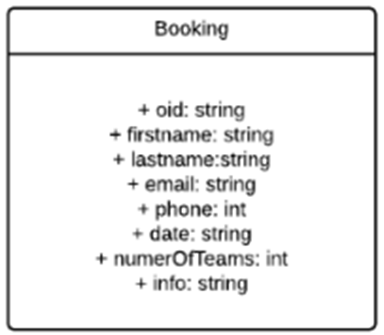 Booking
+ oid: string
+ firstname: string
+ lastname:string
+ email: string
+ phone: int
+ date: string
+ numerOfTeams: int
+ info: string